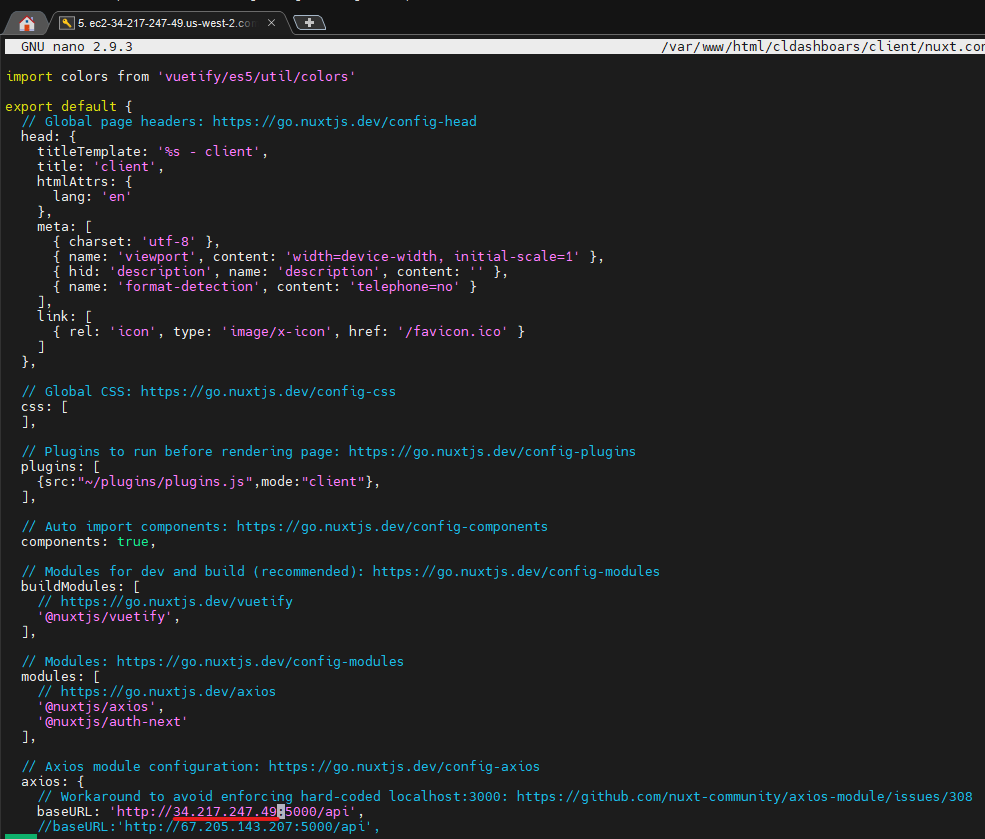 5. ec2-34-217-247-49.us-west-2.con
GNU nano 2.9.3 /var/www/html/cldashboars/client/nuxt.con
import colors from 'vuetify/es5/util/colors'
export default {
// Global page headers: https://go.nuxtjs.dev/config-head
head: {
titleTemplate: '%s - client',
title: 'client',
htmlAttrs: {
lang: 'en'
},
meta: [
{ charset: 'utf-8' },
{ name: 'viewport', content: 'width=device-width, initial-scale=1' },
{ hid: 'description', name: 'description', content: '' },
{ name: 'format-detection', content: 'telephone=no' }
],
link: [
{ rel: 'icon', type: 'image/x-icon', href: '/favicon.ico' }
]
},
// Global CSS: https://go.nuxtjs.dev/config-css
css: [
],
// Plugins to run before rendering page: https://go.nuxtjs.dev/config-plugins
plugins: [
{src:"~/plugins/plugins.js",mode:"client"},
],
// Auto import components: https://go.nuxtjs.dev/config-components
components: true,
// Modules for dev and build (recommended): https://go.nuxtjs.dev/config-modules
buildModules: [
// https://go.nuxtjs.dev/vuetify
'@nuxtjs/vuetify',
],
// Modules: https://go.nuxtjs.dev/config-modules
modules: [
// https://go.nuxtjs.dev/axios
'@nuxtjs/axios',
'@nuxtjs/auth-next'
],
// Axios module configuration: https://go.nuxtjs.dev/config-axios
axios: {
// Workaround to avoid enforcing hard-coded localhost:3000: https://github.com/nuxt-community/axios-module/issues/308
baseURL: 'http://34.217.247.49:5000/api',
//baseURL:'http://67.205.143.207:5000/api',